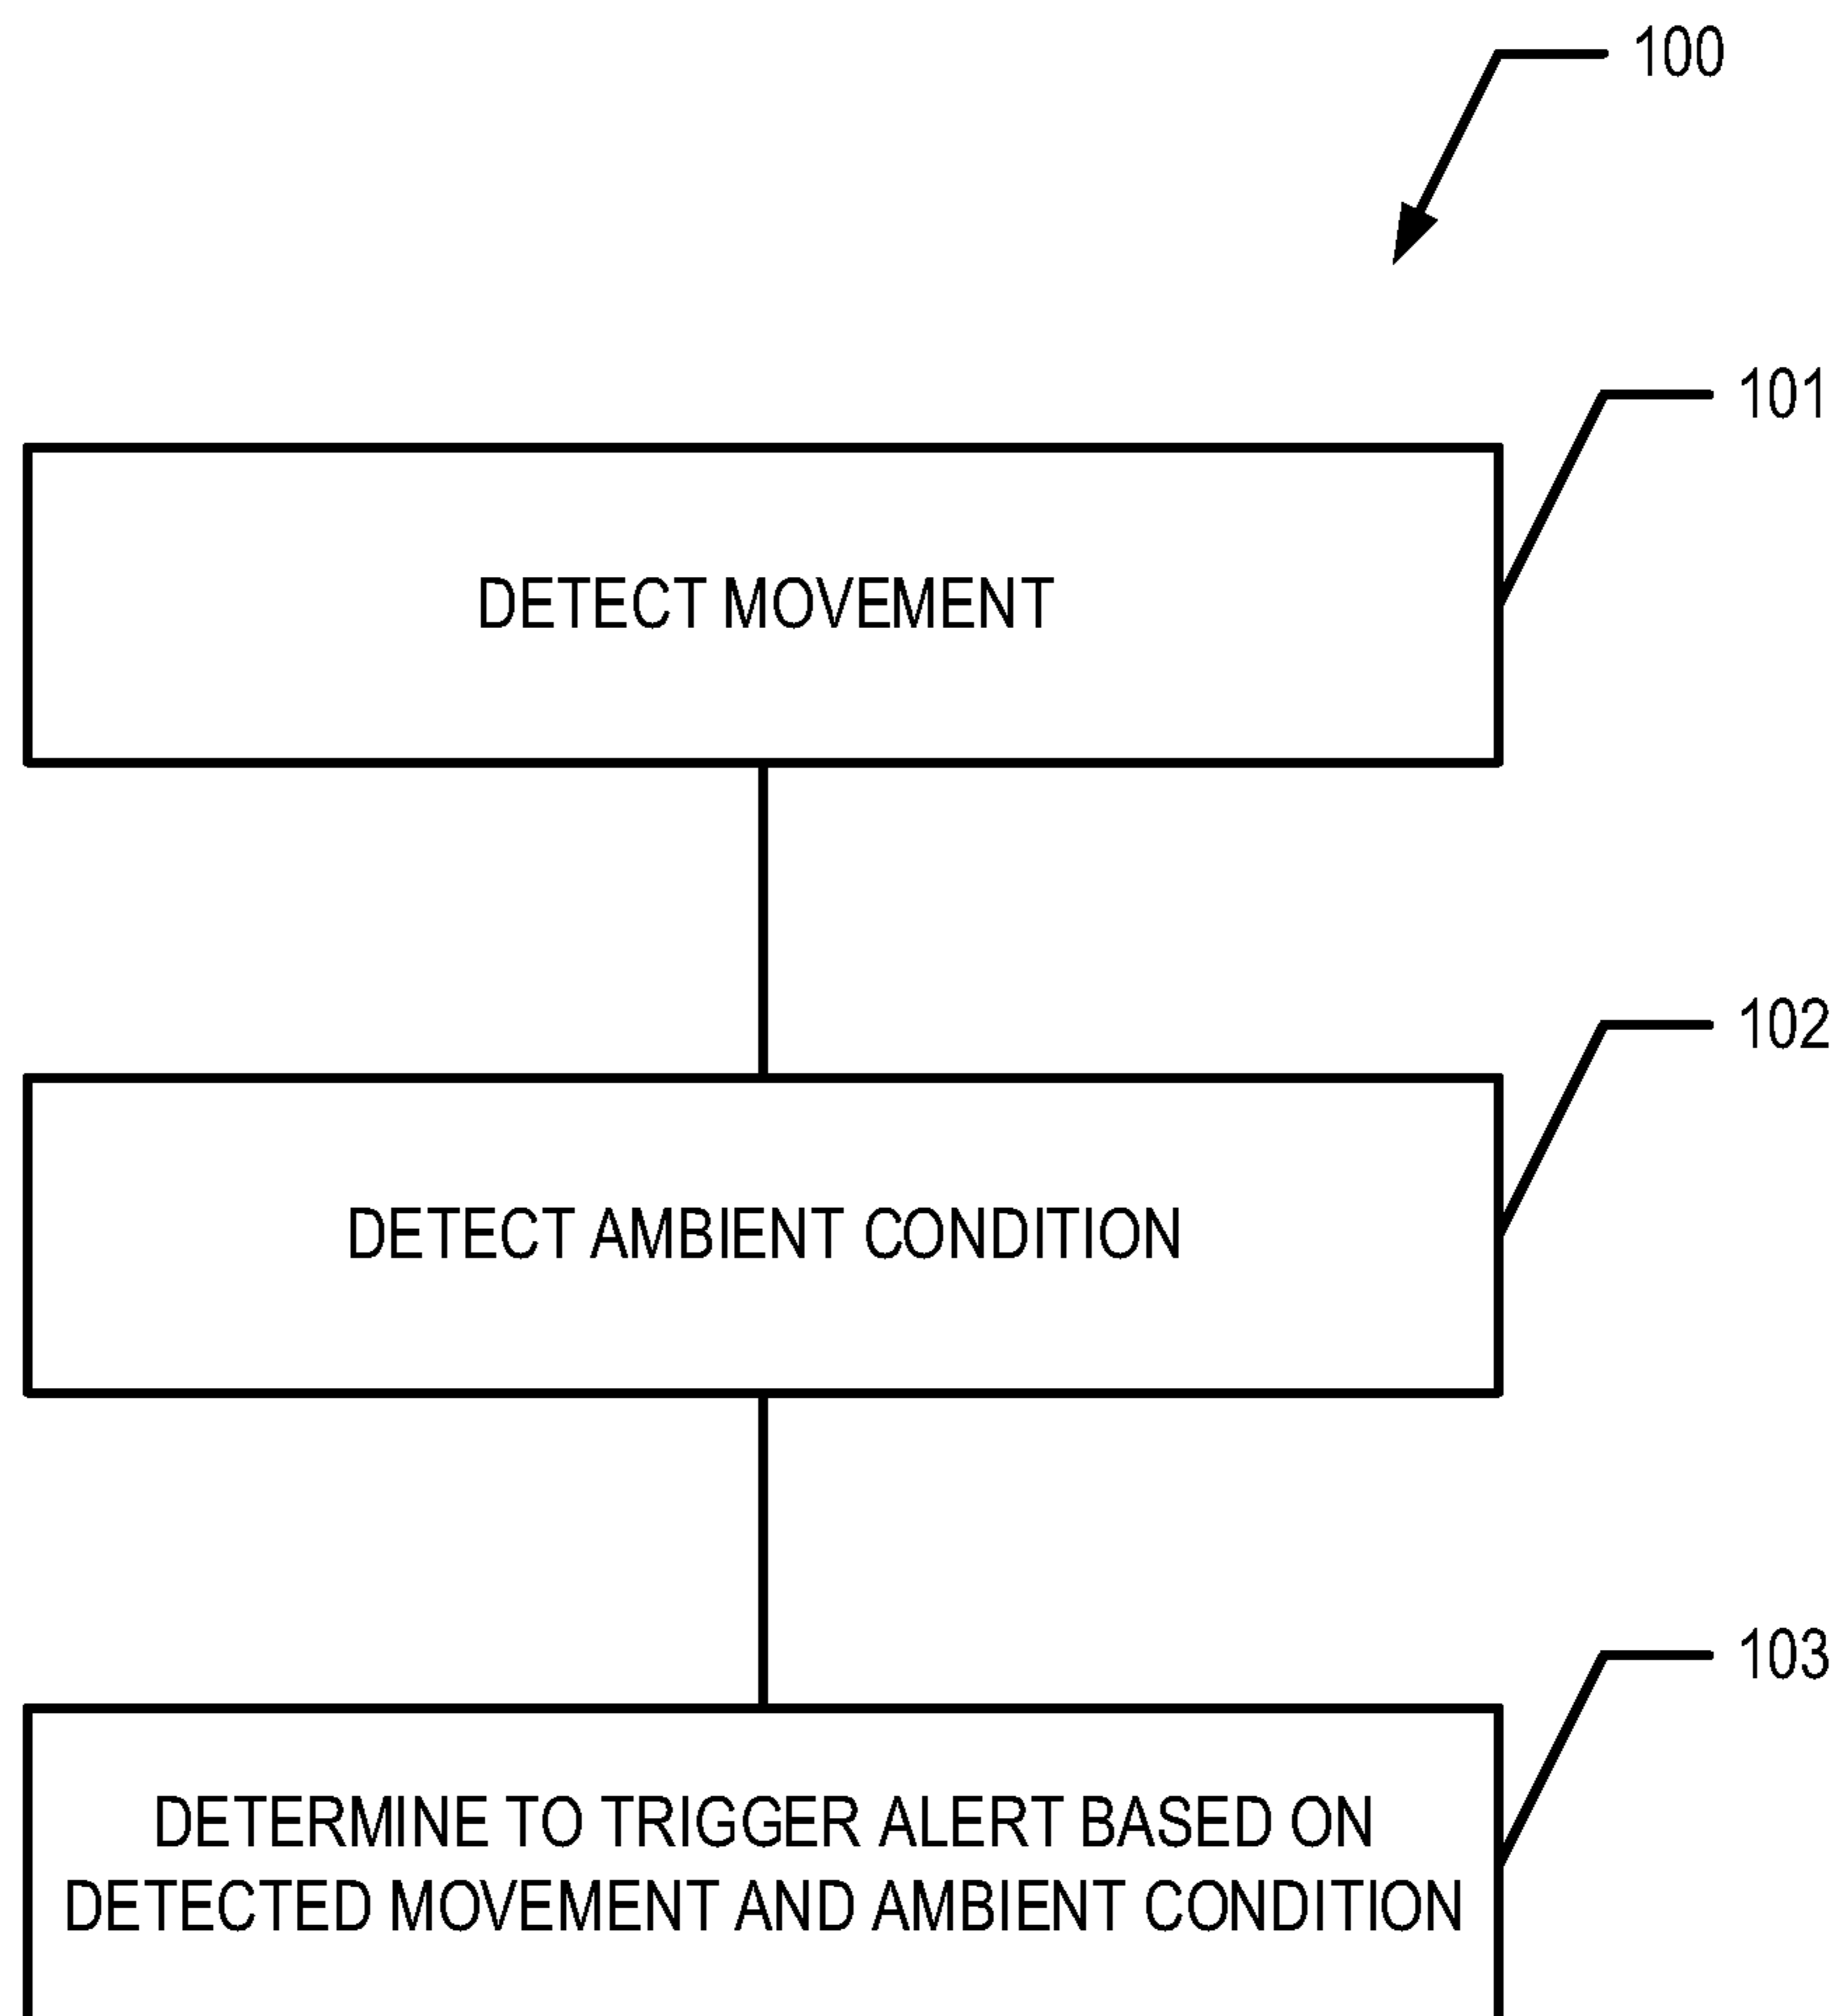 100
101
DETECT MOVEMENT
102
DETECT AMBIENT CONDITION
103
DETERMINE TO TRIGGER ALERT BASED ON
DETECTED MOVEMENT AND AMBIENT CONDITION